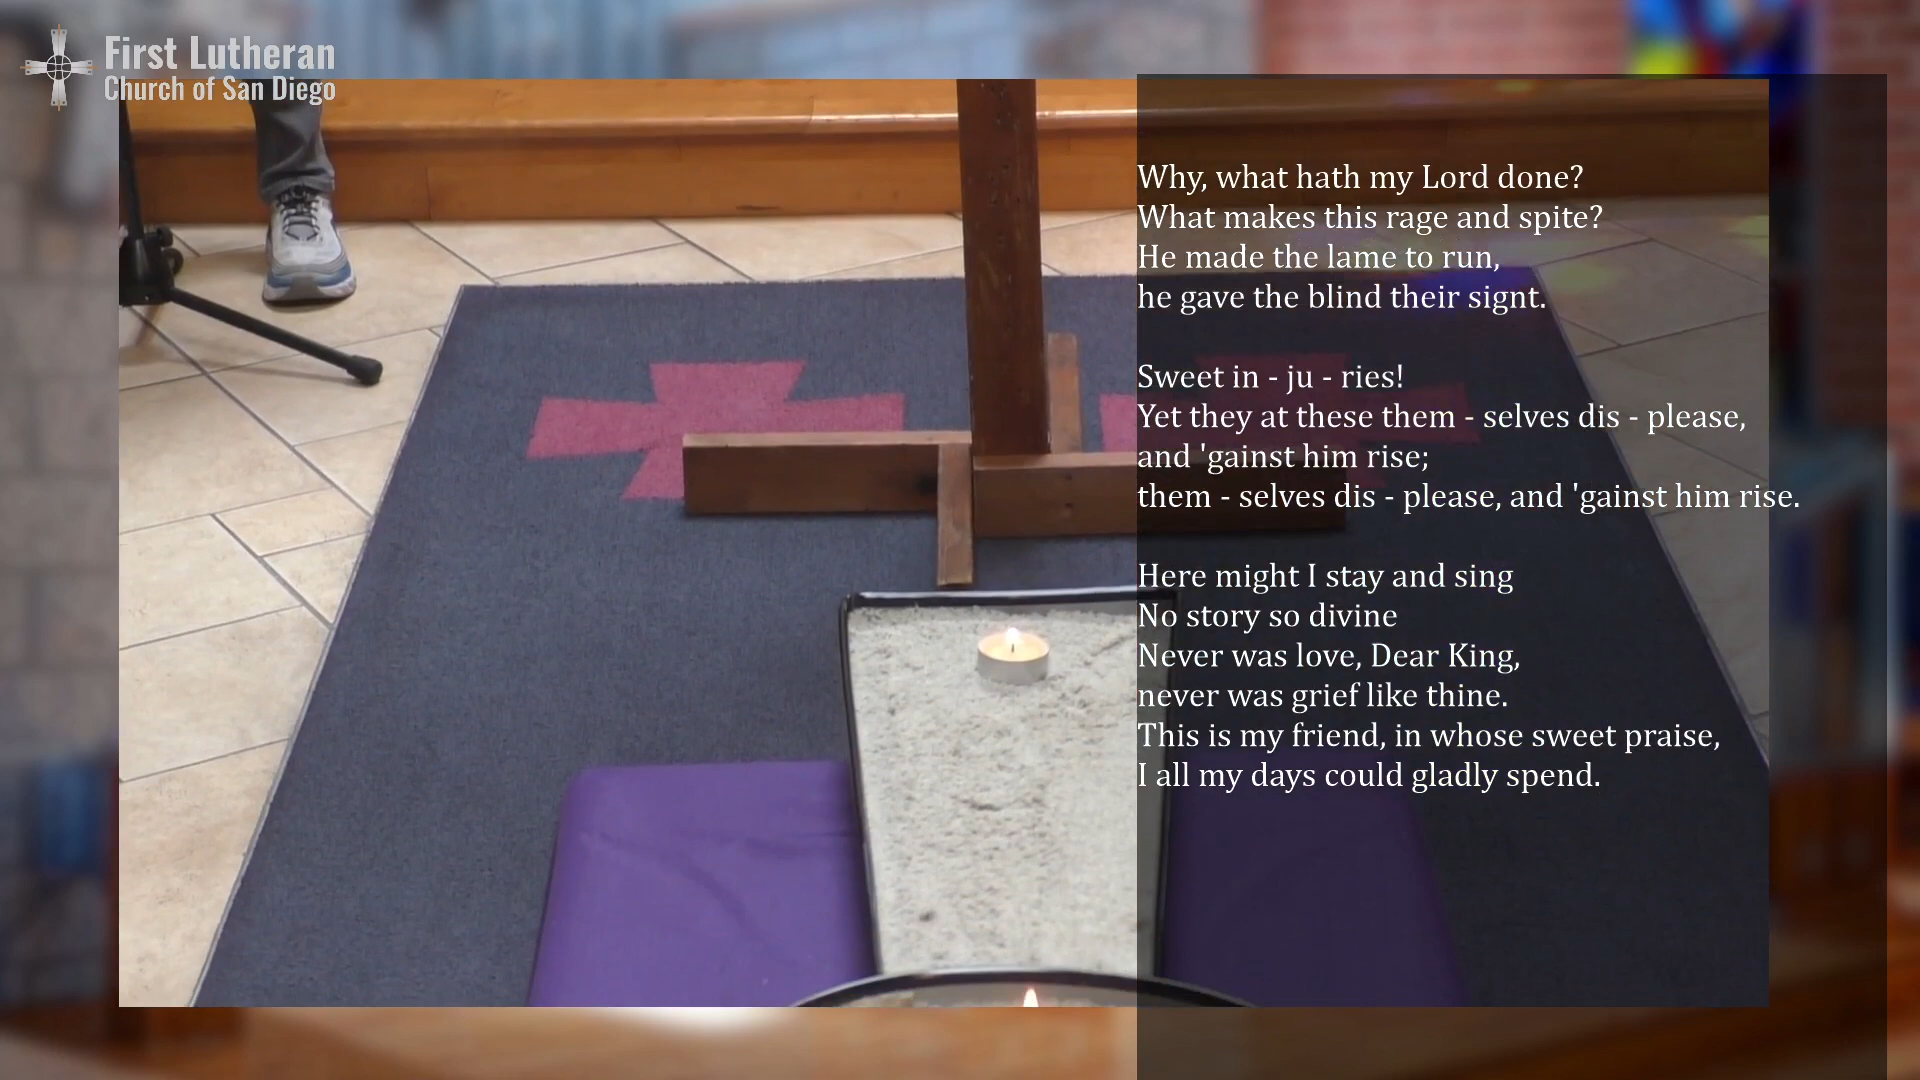 First Lutheran
Church of San Diego
Why, what hath my Lord done?
What makes this rage and spite?
He made the lame to run,
he gave the blind their signt.
Sweet in - ju - ries!
Yet they at these them - selves dis - please,
and 'gainst him rise;
them - selves dis - please, and 'gainst him rise.
Here might I stay and sing
No story so divine
Never was love, Dear King,
never was grief like thine.
This is my friend, in whose sweet praise,
I all my days could gladly spend.